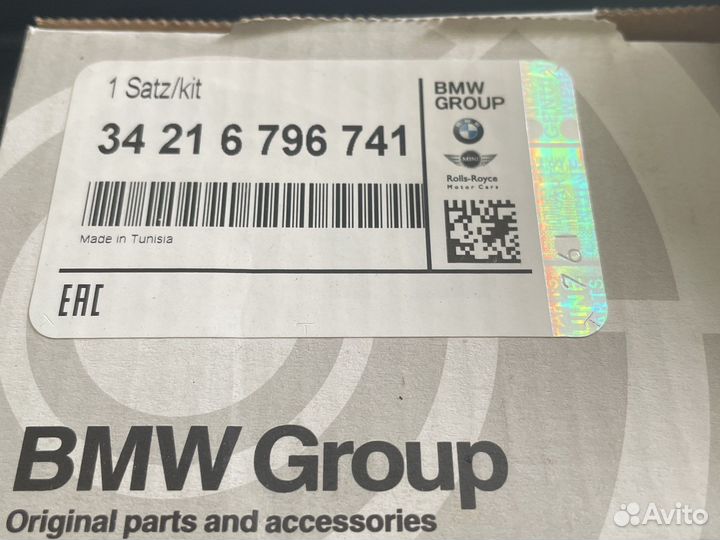 1 Satz/kit
34 21 6 796 741
Made in Tunisia
EAC
BMW
GROUP
MINI
Rolls-Royce
Motor Cars
BMW Group
Original parts and accessories
Avito